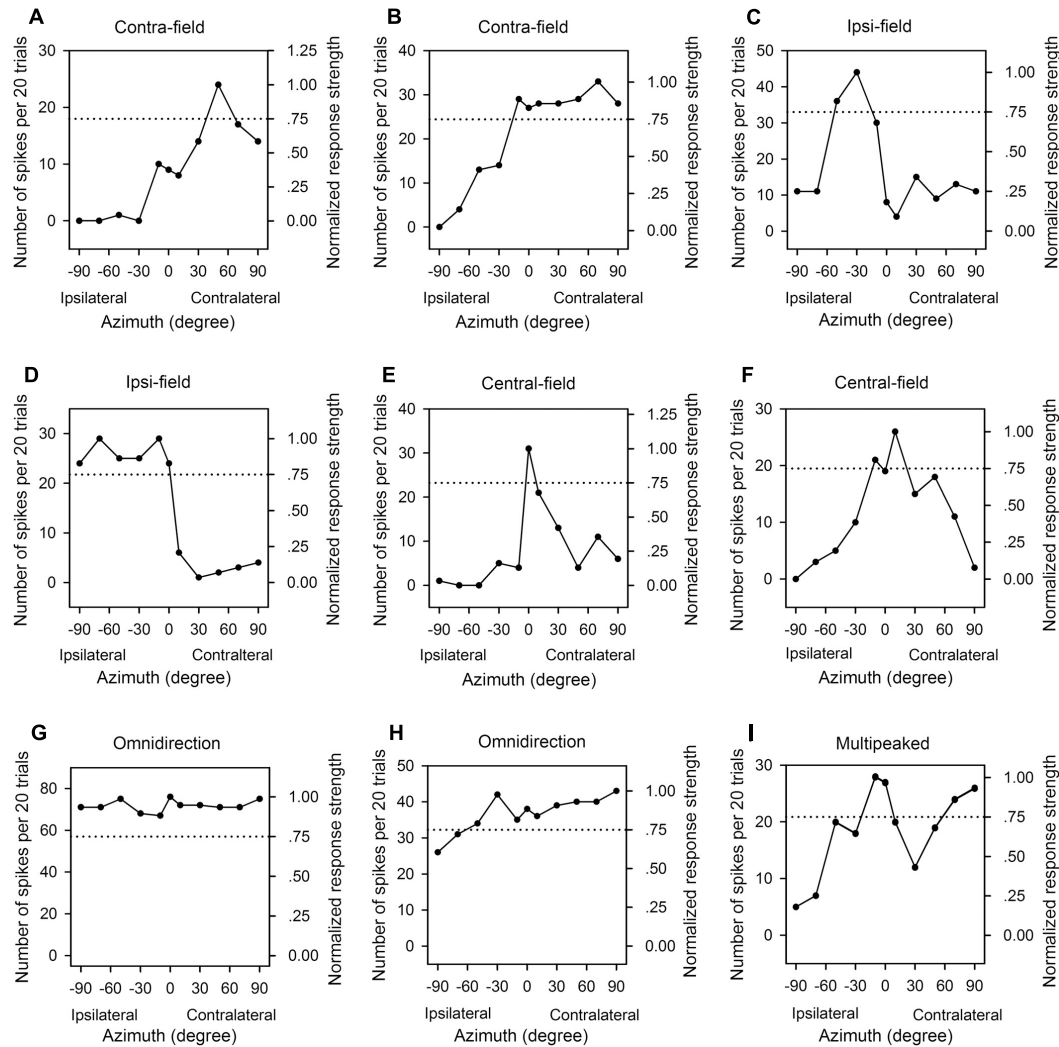 A
Contra-field
Number of spikes per 20 trials
30
20
10
0
1.25
1.00
.75
.50
0.25
0.00
Normalized response strength
-90 -60 -30 0 30 60 90
Ipsilateral Contralateral
Azimuth (degree)
B
Contra-field
Number of spikes per 20 trials
40
30
20
10
0
1.00
.75
.50
0.25
0.00
Normalized response strength
-90 -60 -30 0 30 60 90
Ipsilateral Contralateral
Azimuth (degree)
C
Ipsi-field
Number of spikes per 20 trials
50
40
30
20
10
0
1.00
.75
.50
0.25
0.00
Normalized response strength
-90 -60 -30 0 30 60 90
Ipsilateral Contralateral
Azimuth (degree)
D
Ipsi-field
Number of spikes per 20 trials
30
20
10
0
1.00
.75
.50
0.25
0.00
Normalized response strength
-90 -60 -30 0 30 60 90
Ipsilateral Contralteral
Azimuth (degree)
E
Central-field
Number of spikes per 20 trials
40
30
20
10
0
1.25
1.00
.75
.50
0.25
0.00
Normalized response strength
-90 -60 -30 0 30 60 90
Ipsilateral Contralateral
Azimuth (degree)
F
Central-field
Number of spikes per 20 trials
30
20
10
0
1.00
.75
.50
.25
0.00
Normalized response strength
-90 -60 -30 0 30 60 90
Ipsilateral Contralateral
Azimuth (degree)
G
Omnidirection
Number of spikes per 20 trials
80
60
40
20
0
1.00
.75
.50
.25
0.00
Normalized response strength
-90 -60 -30 0 30 60 90
Ipsilateral Contralateral
Azimuth (degree)
H
Omnidirection
Number of spikes per 20 trials
50
40
30
20
10
0
1.00
.75
.50
.25
0.00
Normalized response strength
-90 -60 -30 0 30 60 90
Ipsilateral Contralateral
Azimuth (degree)
I
Multipeaked
Number of spikes per 20 trials
30
20
10
0
1.00
.75
.50
.25
0.00
Normalized response strength
-90 -60 -30 0 30 60 90
Ipsilateral Contralateral
Azimuth (degree)